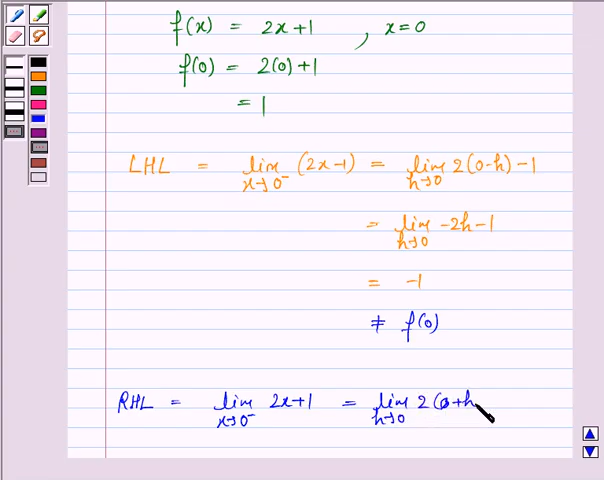 f(x) = 2x+1 , x=0
f(0) = 2(0)+1
= 1
LHL = lim x→0⁻ (2x-1) = lim h→0 2(0-h)-1
= lim h→0 -2h-1
= -1
≠ f(0)
RHL = lim x→0⁻ 2x+1 = lim h→0 2(0+h